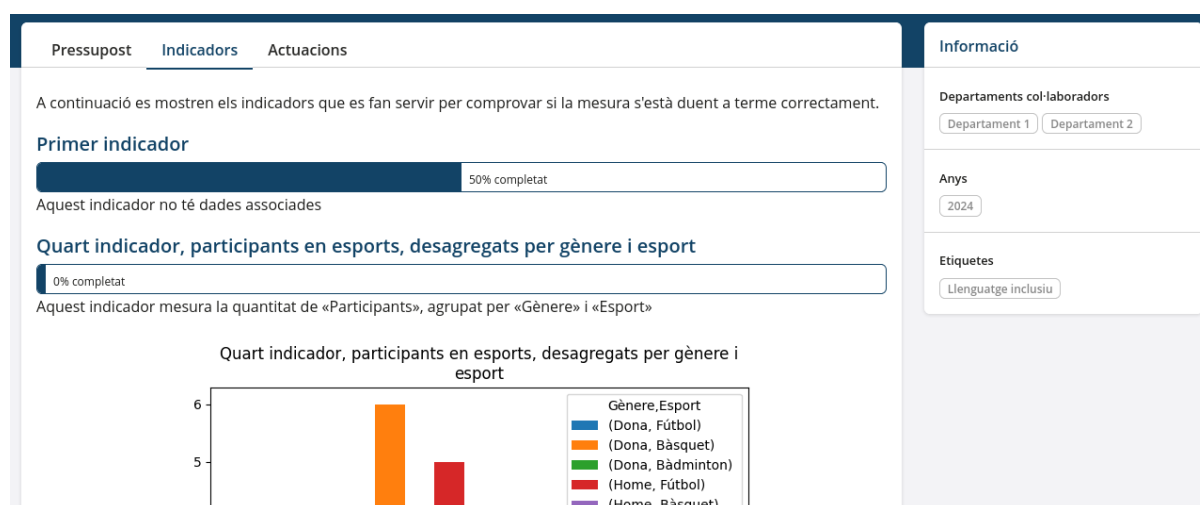 Pressupost
Indicadors
Actuacions
A continuació es mostren els indicadors que es fan servir per comprovar si la mesura s'està duent a terme correctament.
Primer indicador
50% completat
Aquest indicador no té dades associades
Quart indicador, participants en esports, desagregats per gènere i esport
0% completat
Aquest indicador mesura la quantitat de «Participants», agrupat per «Gènere» i «Esport»
Quart indicador, participants en esports, desagregats per gènere i
esport
6
5
Gènere,Esport
(Dona, Fútbol)
(Dona, Bàsquet)
(Dona, Bàdminton)
(Home, Fútbol)
(Home, Bàsquet)
Informació
Departaments col·laboradors
Departament 1
Departament 2
Anys
2024
Etiquetes
Llenguatge inclusiu